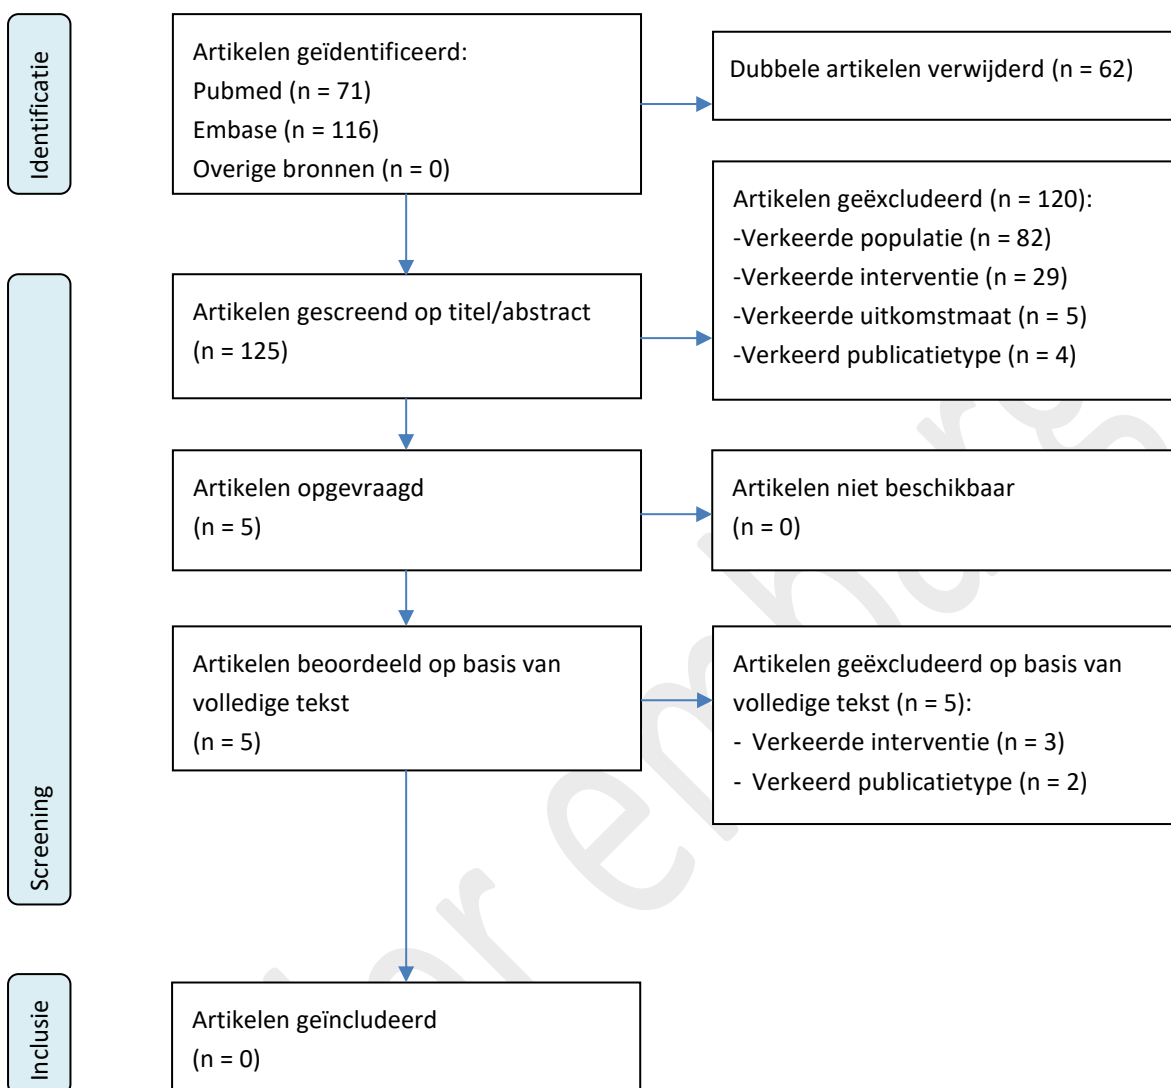 Identificatie
Artikelen geïdentificeerd:
Pubmed (n = 71)
Embase (n = 116)
Overige bronnen (n = 0)
Dubbele artikelen verwijderd (n = 62)
Screening
Artikelen gescreend op titel/abstract
(n = 125)
Artikelen geëxcludeerd (n = 120):
-Verkeerde populatie (n = 82)
-Verkeerde interventie (n = 29)
-Verkeerde uitkomstmaat (n = 5)
-Verkeerd publicatietype (n = 4)
Artikelen opgevraagd
(n = 5)
Artikelen niet beschikbaar
(n = 0)
Artikelen beoordeeld op basis van
volledige tekst
(n = 5)
Artikelen geëxcludeerd op basis van
volledige tekst (n = 5):
- Verkeerde interventie (n = 3)
- Verkeerd publicatietype (n = 2)
Inclusie
Artikelen geïncludeerd
(n = 0)